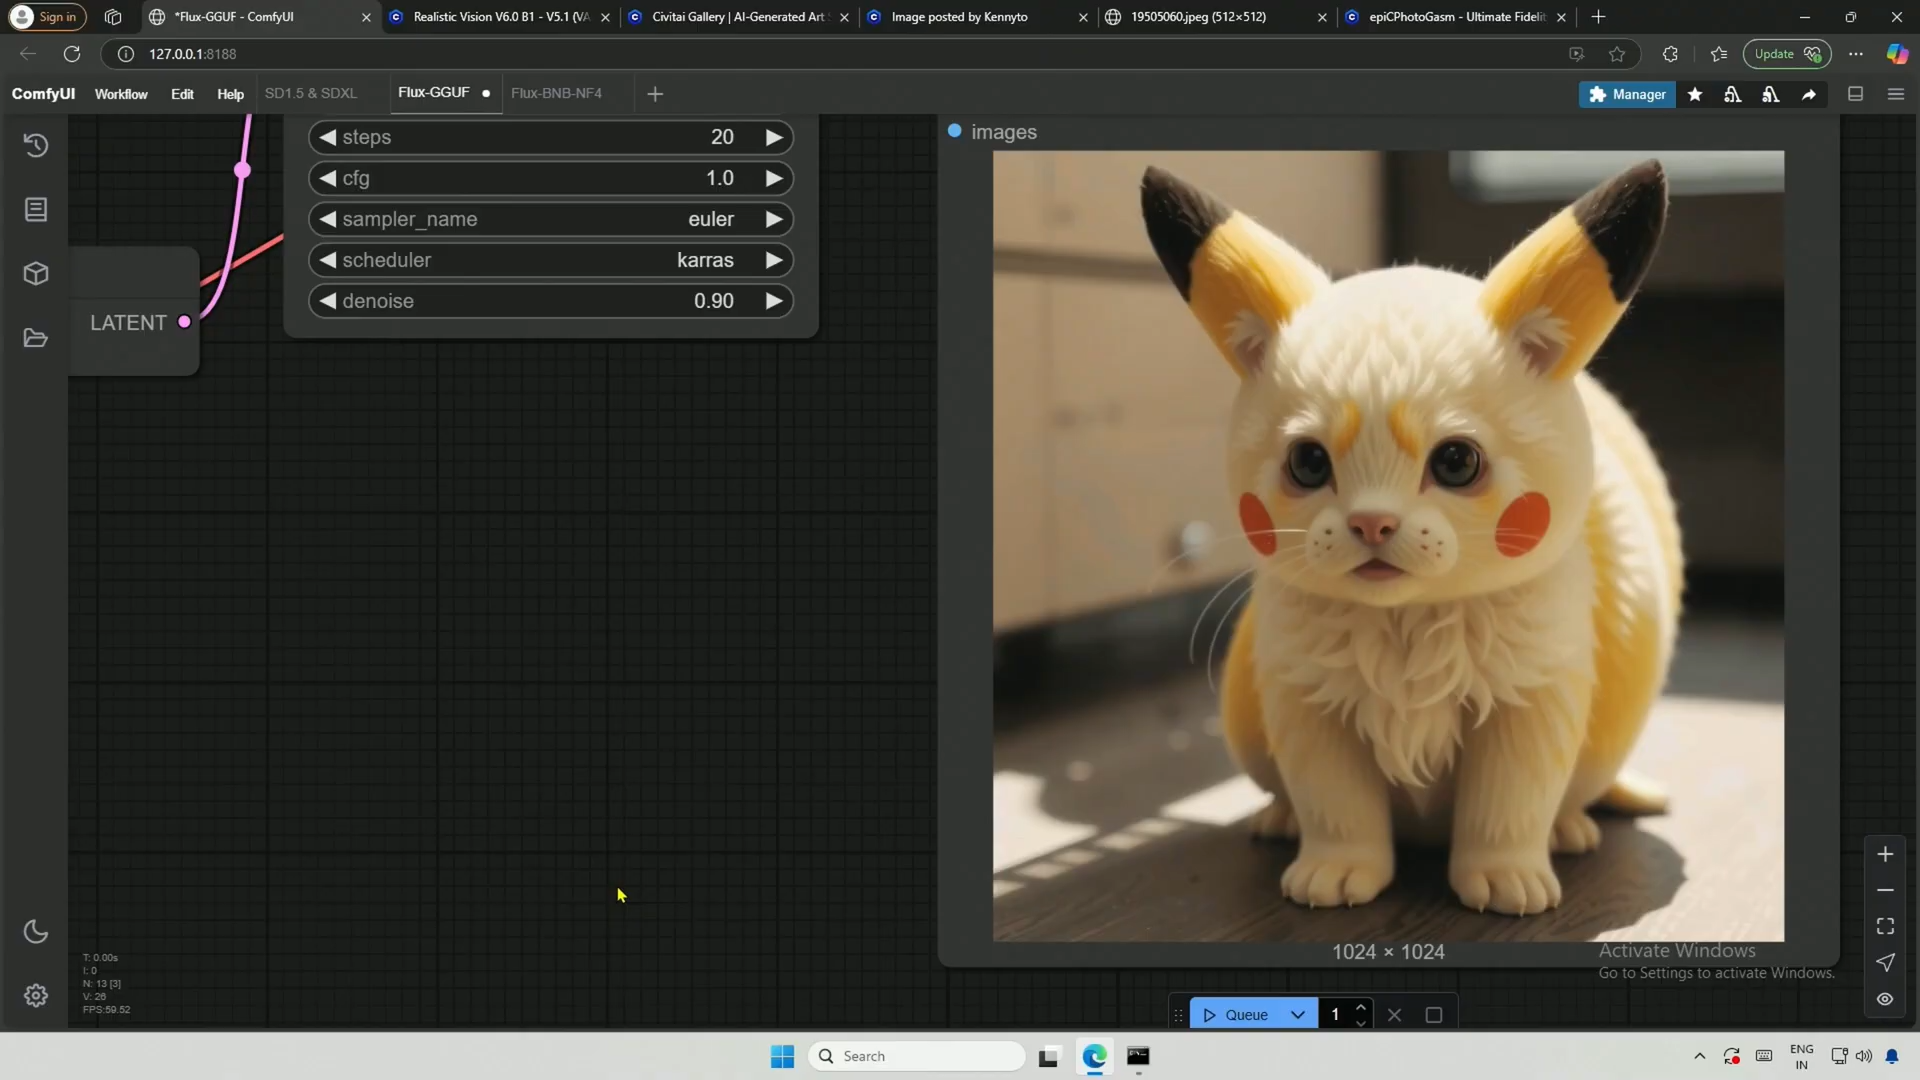 Sign in
*Flux-GGUF - ComfyUI
Realistic Vision V6.0 B1 - V5.1 (VA
Civitai Gallery | AI-Generated Art
Image posted by Kennyto
19505060.jpeg (512×512)
epiCPhotoGasm - Ultimate Fidelit
127.0.0.1:8188
Update
ComfyUI
Workflow
Edit
Help
SD1.5 & SDXL
Flux-GGUF
Flux-BNB-NF4
Manager
steps 20
cfg 1.0
sampler_name euler
scheduler karras
denoise 0.90
LATENT
images
1024 × 1024
Activate Windows
Go to Settings to activate Windows.
T: 0.00s
I: 0
N: 13 [3]
V: 26
FPS:59.52
Queue
1
Search
ENG
IN